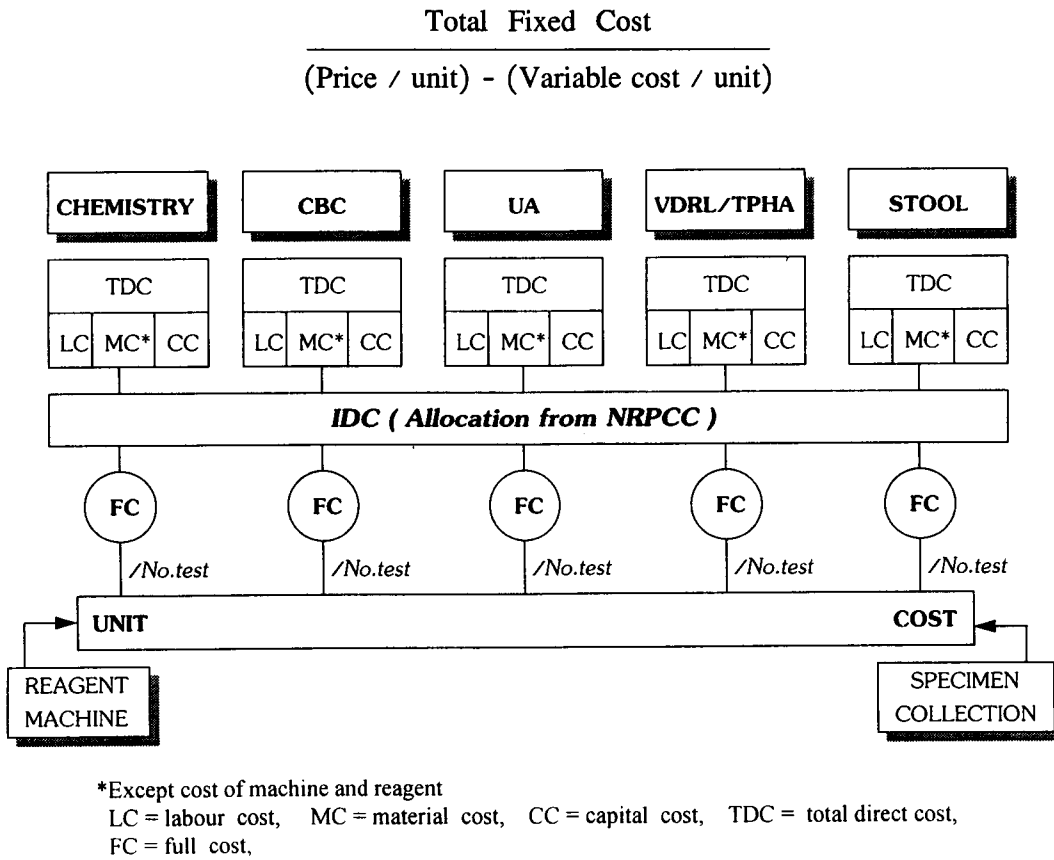 Total Fixed Cost
(Price / unit) - (Variable cost / unit)
CHEMISTRY CBC UA VDRL/TPHA STOOL
TDC TDC TDC TDC TDC
LC MC* CC LC MC* CC LC MC* CC LC MC* CC LC MC* CC
IDC ( Allocation from NRPCC )
FC FC FC FC FC
/No.test /No.test /No.test /No.test /No.test
UNIT COST
REAGENT SPECIMEN
MACHINE COLLECTION
*Except cost of machine and reagent
LC = labour cost, MC = material cost, CC = capital cost, TDC = total direct cost,
FC = full cost,